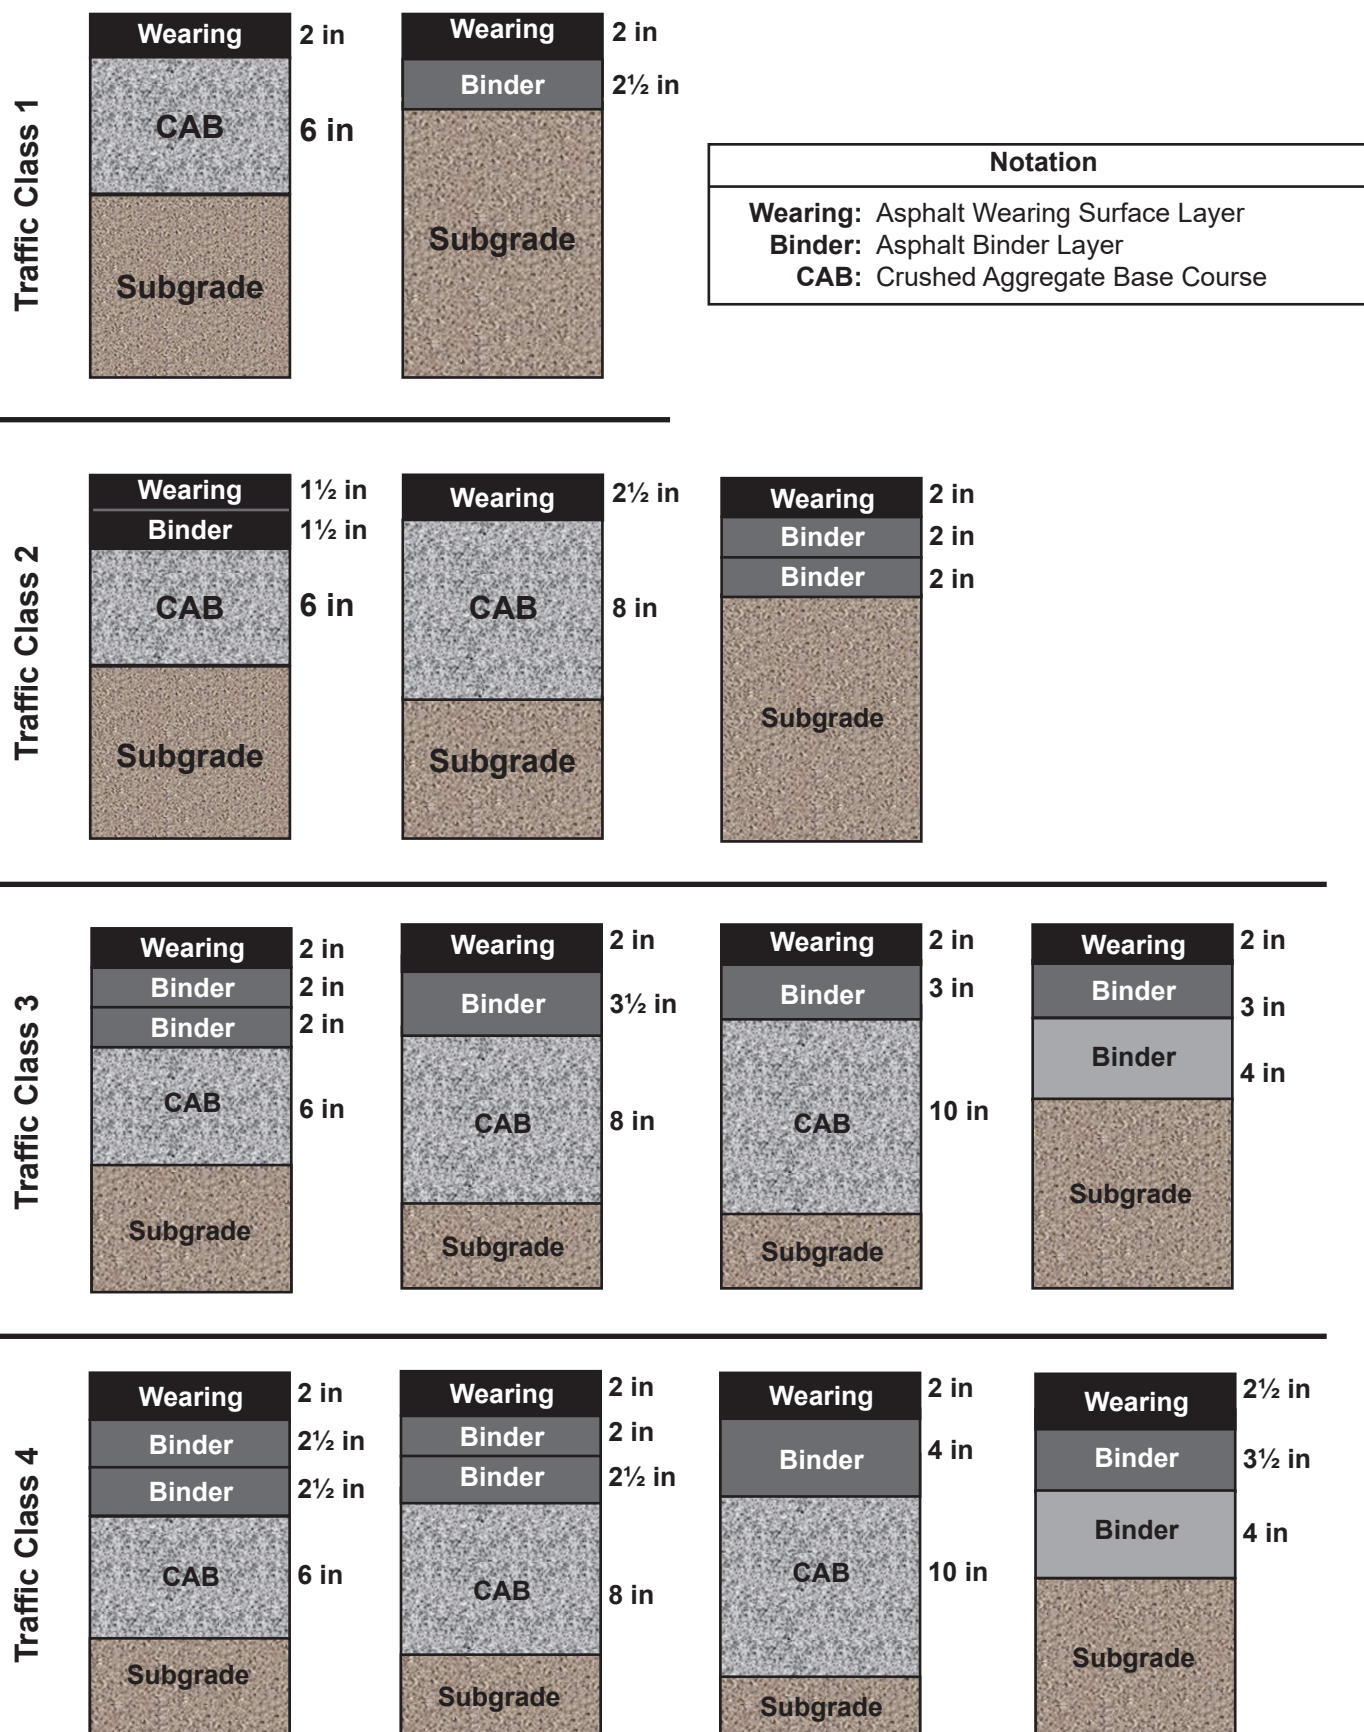 Traffic Class 1
Wearing 2 in
CAB 6 in
Subgrade
Wearing 2 in
Binder 2½ in
Subgrade
Notation
Wearing: Asphalt Wearing Surface Layer
Binder: Asphalt Binder Layer
CAB: Crushed Aggregate Base Course
Traffic Class 2
Wearing 1½ in
Binder 1½ in
CAB 6 in
Subgrade
Wearing 2½ in
CAB 8 in
Subgrade
Wearing 2 in
Binder 2 in
Binder 2 in
Subgrade
Traffic Class 3
Wearing 2 in
Binder 2 in
Binder 2 in
CAB 6 in
Subgrade
Wearing 2 in
Binder 3½ in
CAB 8 in
Subgrade
Wearing 2 in
Binder 3 in
CAB 10 in
Subgrade
Wearing 2 in
Binder 3 in
Binder 4 in
Subgrade
Traffic Class 4
Wearing 2 in
Binder 2½ in
Binder 2½ in
CAB 6 in
Subgrade
Wearing 2 in
Binder 2 in
Binder 2½ in
CAB 8 in
Subgrade
Wearing 2 in
Binder 4 in
CAB 10 in
Subgrade
Wearing 2½ in
Binder 3½ in
Binder 4 in
Subgrade